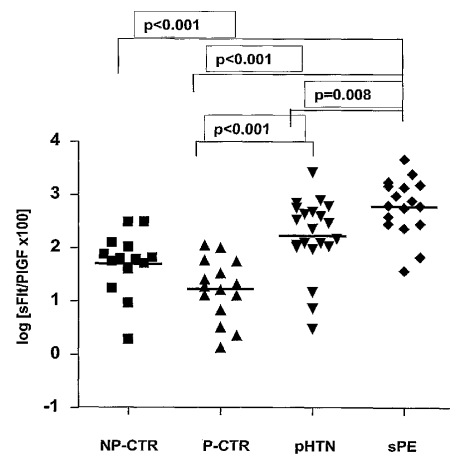 p<0.001
p<0.001
p=0.008
p<0.001
4
3
2
1
0
-1
log [sFlt/PlGF x100]
NP-CTR P-CTR pHTN sPE